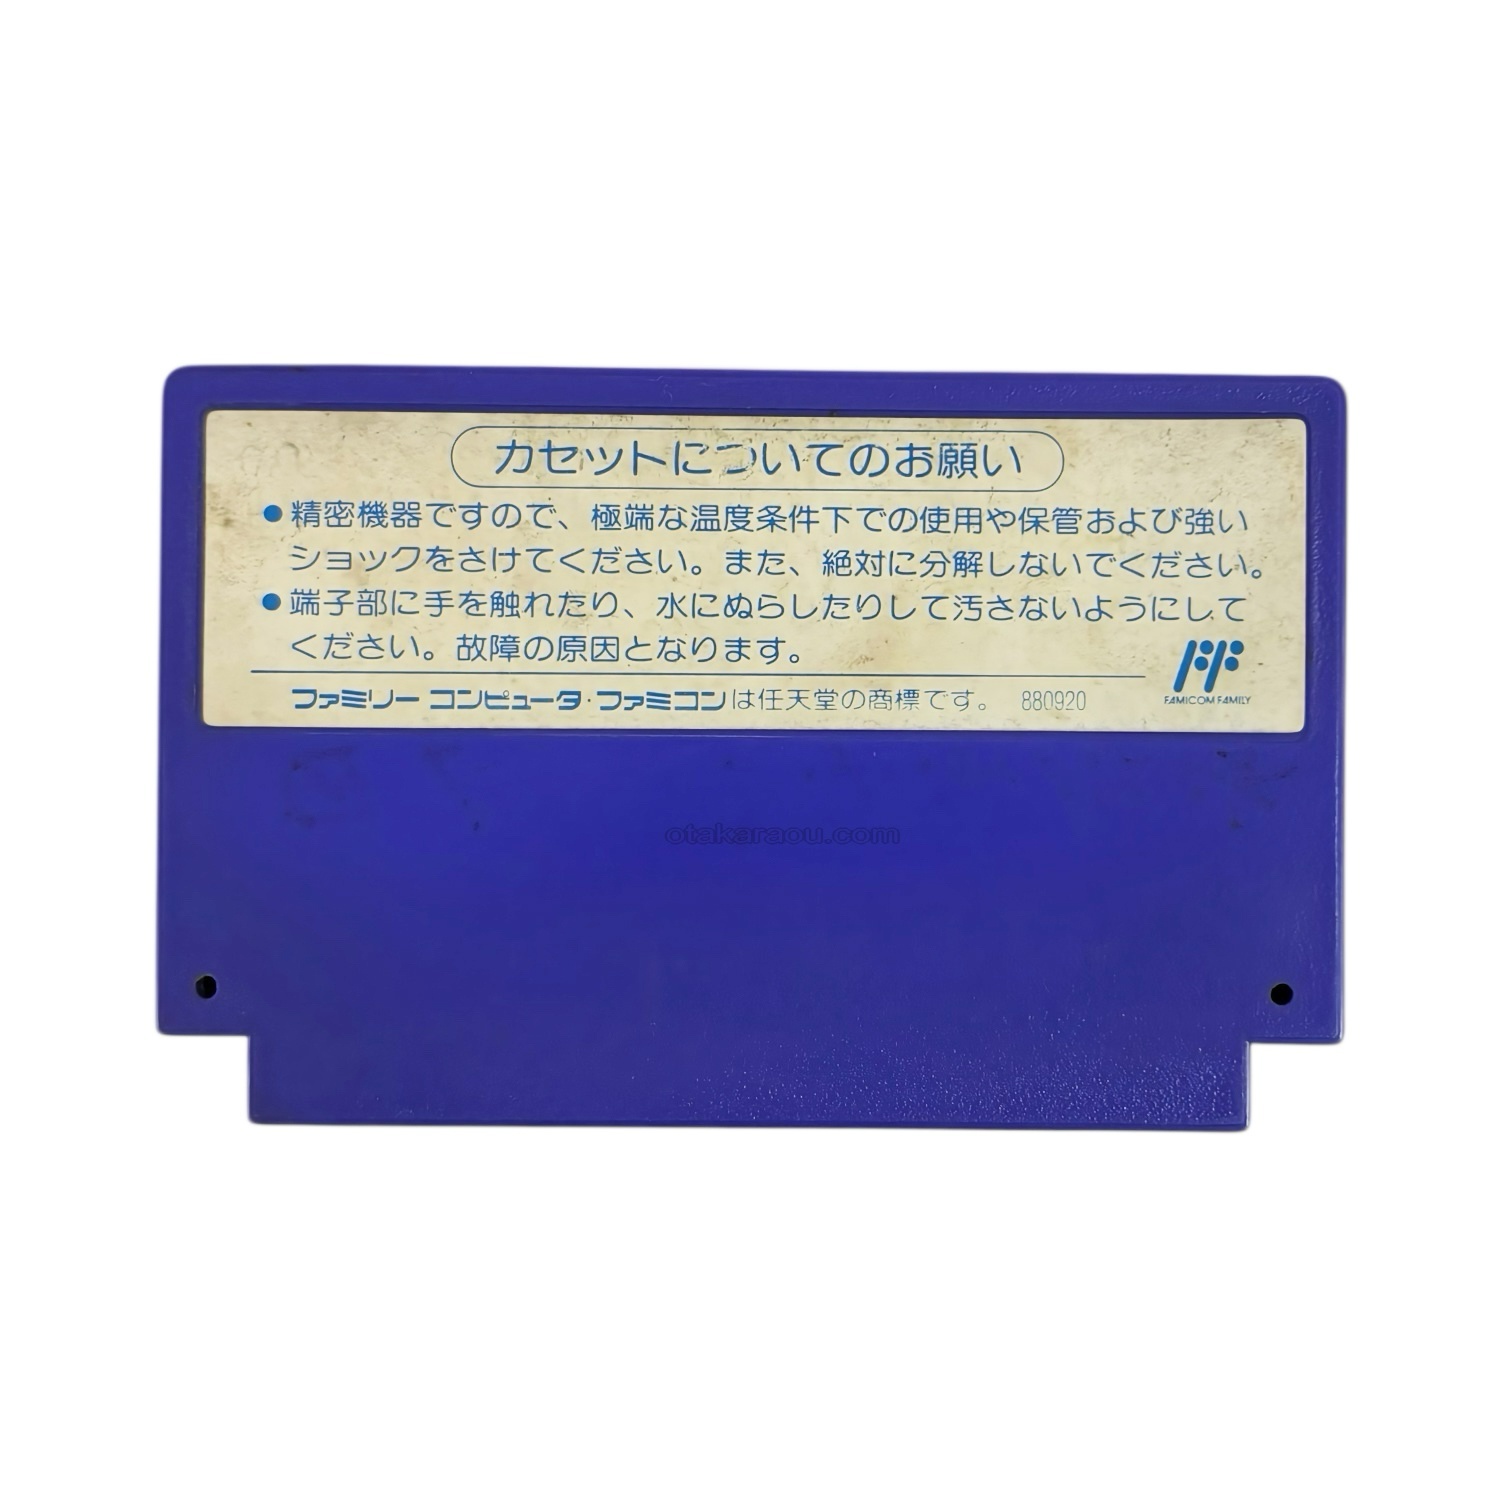 カセットについてのお願い
●精密機器ですので、極端な温度条件下での使用や保管および強い
ショックをさけてください。また、絶対に分解しないでください。
●端子部に手を触れたり、水にぬらしたりして汚さないようにして
ください。故障の原因となります。
FF
FAMICOM FAMILY
ファミリーコンピュータ・ファミコンは任天堂の商標です。 880920
otakaraou.com